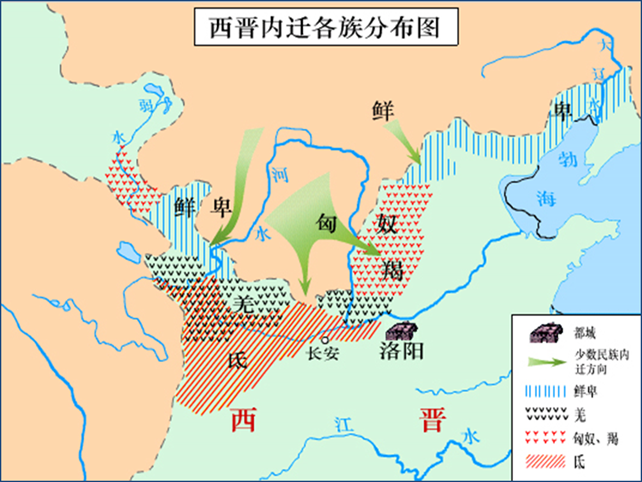 西晋内迁各族分布图
大
辽
水
鲜
卑
渤
海
弱
水
河
水
鲜卑
匈
奴
羯
羌
氐
长安
洛阳
西
晋
江
水
都城
少数民族内
迁方向
鲜卑
羌
匈奴、羯
氐